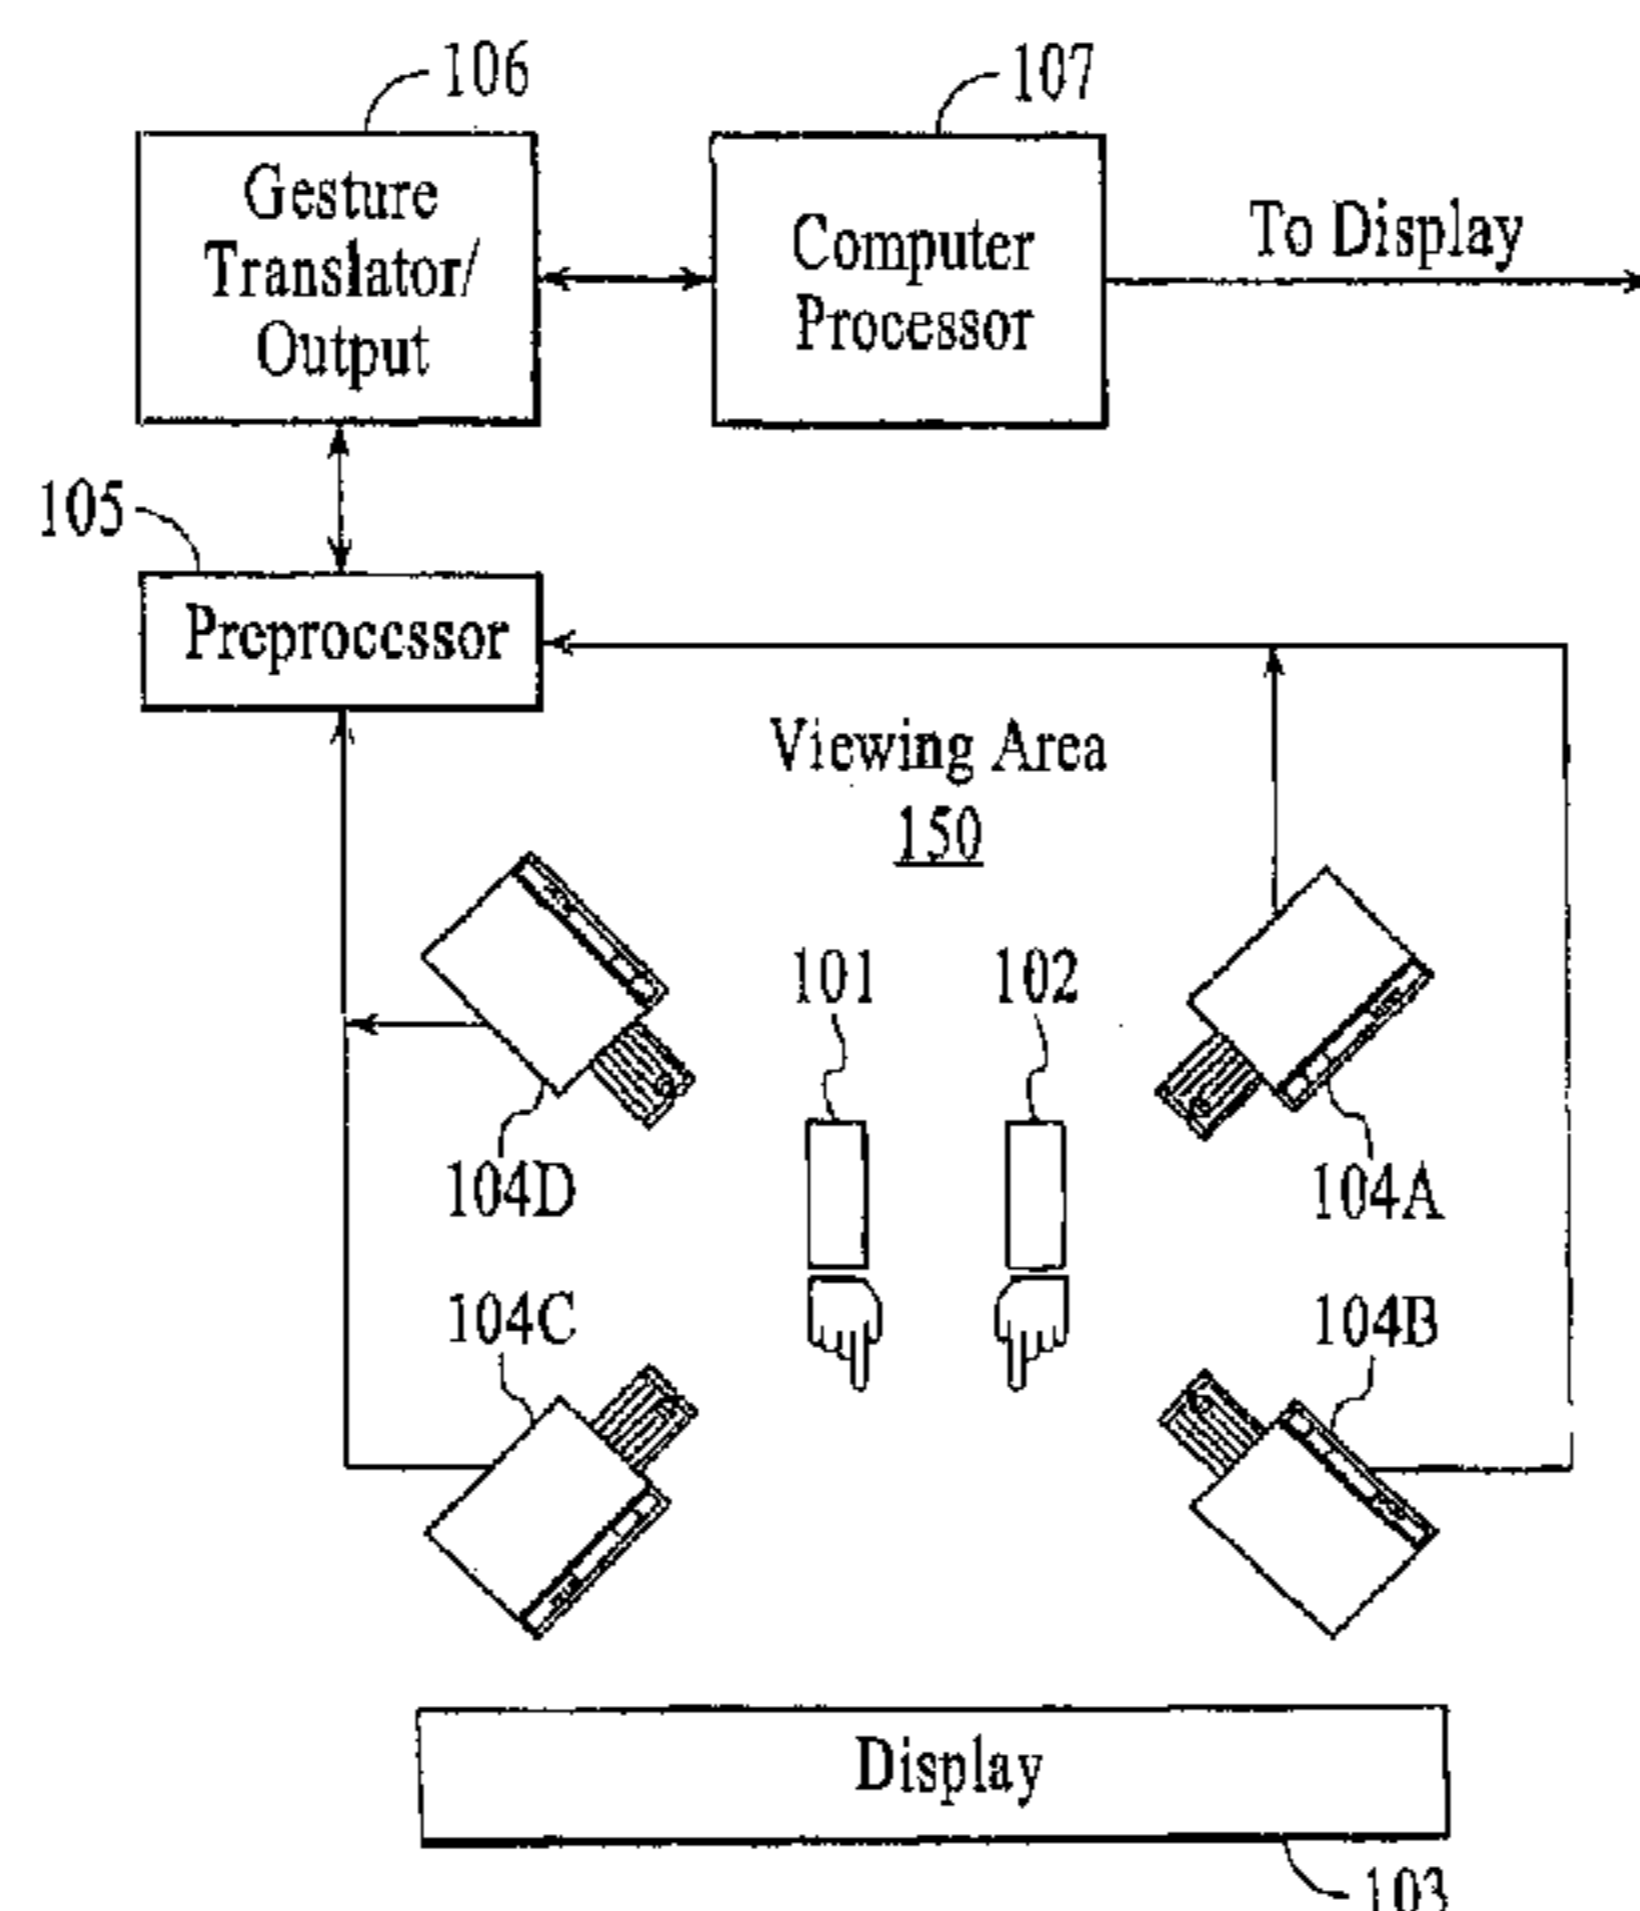 106
107
Gesture
Translator/
Output
Computer
Processor
To Display
105
Preprocessor
Viewing Area
150
101
102
104D
104A
104C
104B
Display
103